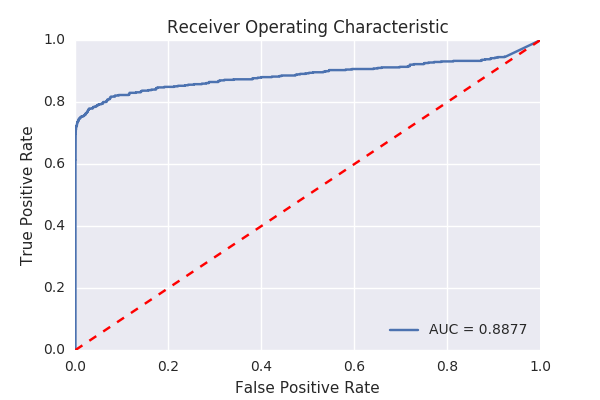 Receiver Operating Characteristic
True Positive Rate
1.0
0.8
0.6
0.4
0.2
0.0
AUC = 0.8877
0.0 0.2 0.4 0.6 0.8 1.0
False Positive Rate